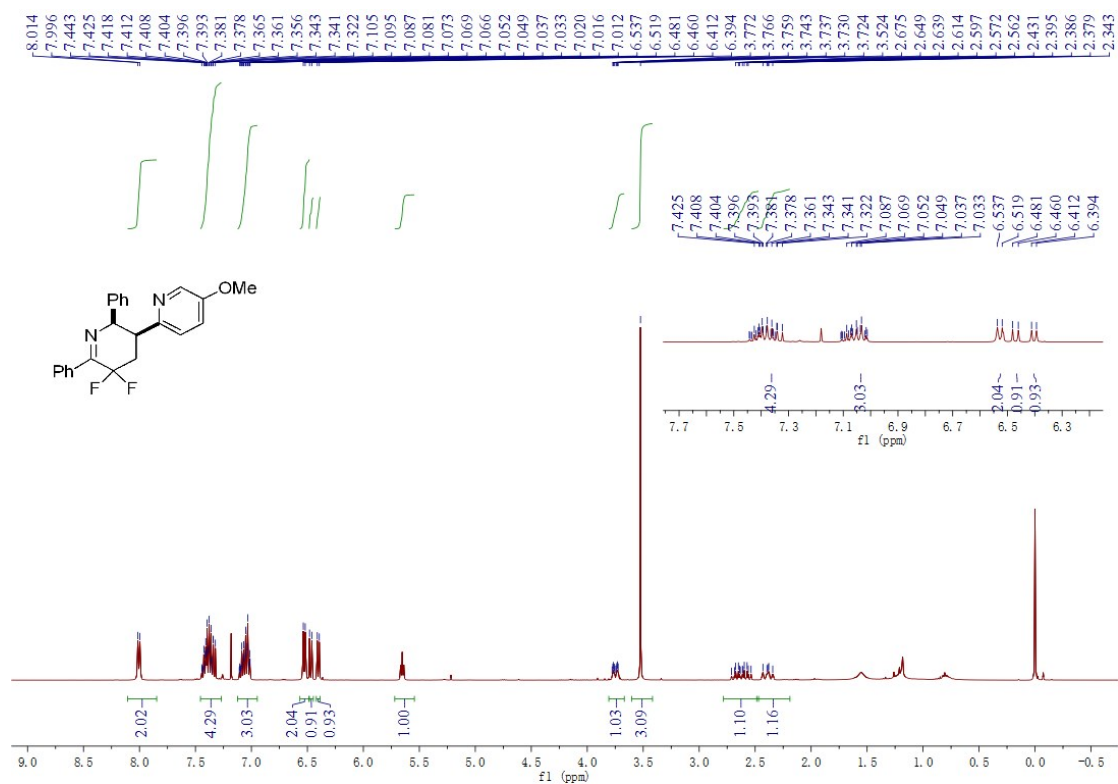 8.014 7.996 7.443 7.425 7.418 7.412 7.408 7.404 7.396 7.393 7.381 7.378 7.365 7.361 7.356 7.343 7.341 7.322 7.105 7.095 7.087 7.081 7.073 7.069 7.066 7.052 7.049 7.037 7.033 7.020 7.016 7.012 6.537 6.519 6.481 6.460 6.412 6.394 3.772 3.766 3.759 3.743 3.737 3.730 3.724 3.524 2.675 2.649 2.639 2.614 2.597 2.572 2.562 2.431 2.395 2.386 2.379 2.343
7.425 7.408 7.404 7.396 7.393 7.381 7.378 7.361 7.343 7.341 7.322 7.087 7.069 7.052 7.049 7.037 7.033 6.537 6.519 6.481 6.460 6.412 6.394
Ph N OMe
N
Ph
F F
4.29 3.03 2.04 0.91 0.93
7.7 7.5 7.3 7.1 6.9 6.7 6.5 6.3
f1 (ppm)
2.02 4.29 3.03 2.04 0.91 0.93 1.00 1.03 3.09 1.10 1.16
9.0 8.5 8.0 7.5 7.0 6.5 6.0 5.5 5.0 4.5 4.0 3.5 3.0 2.5 2.0 1.5 1.0 0.5 0.0 -0.5
f1 (ppm)